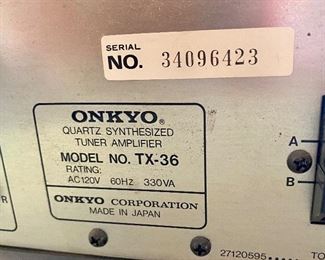 SERIAL
NO. 34096423
ONKYO®
QUARTZ SYNTHESIZED
TUNER AMPLIFIER
MODEL NO. TX-36
RATING:
AC120V 60Hz 330VA
ONKYO CORPORATION
MADE IN JAPAN
A
B
R
27120595
TO